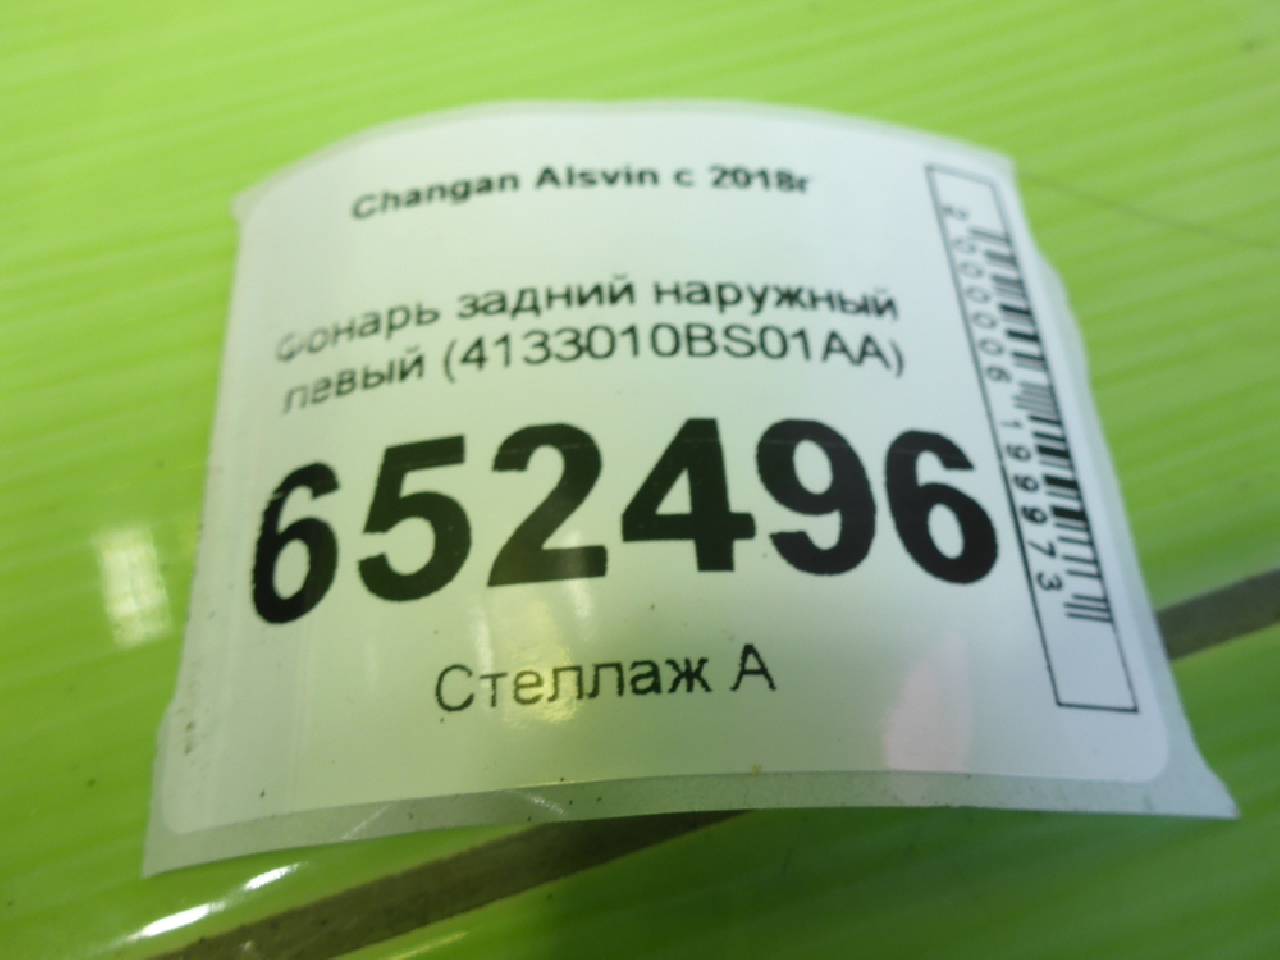 Changan Alsvin с 2018г
Фонарь задний наружный
левый (4133010BS01AA)
652496
Стеллаж А
2000006199973